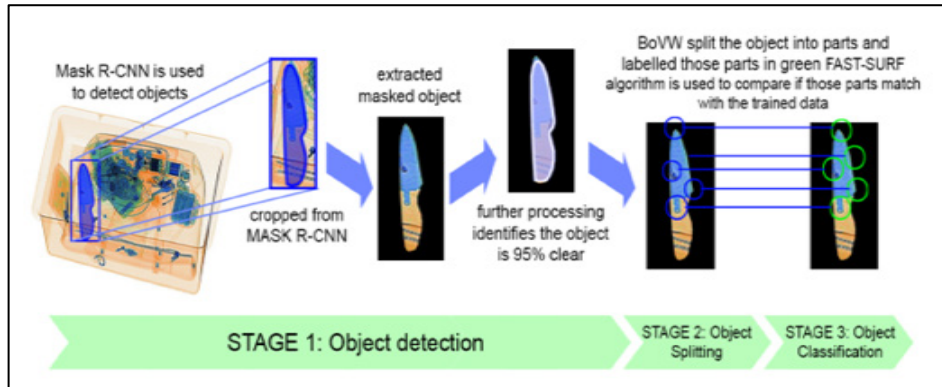 Mask R-CNN is used
to detect objects
cropped from
MASK R-CNN
extracted
masked object
further processing
identifies the object
is 95% clear
BoVW split the object into parts and
labelled those parts in green FAST-SURF
algorithm is used to compare if those parts match
with the trained data
STAGE 1: Object detection
STAGE 2: Object
Splitting
STAGE 3: Object
Classification